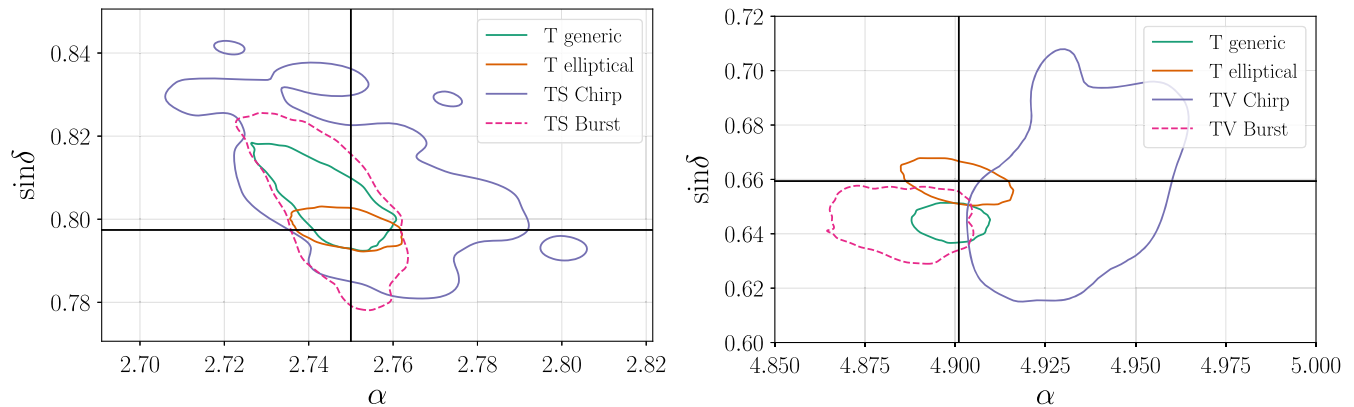 0.84
0.82
0.80
0.78
sinδ
2.70 2.72 2.74 2.76 2.78 2.80 2.82
α
T generic
T elliptical
TS Chirp
TS Burst
0.72
0.70
0.68
0.66
0.64
0.62
0.60
sinδ
4.850 4.875 4.900 4.925 4.950 4.975 5.000
α
T generic
T elliptical
TV Chirp
TV Burst